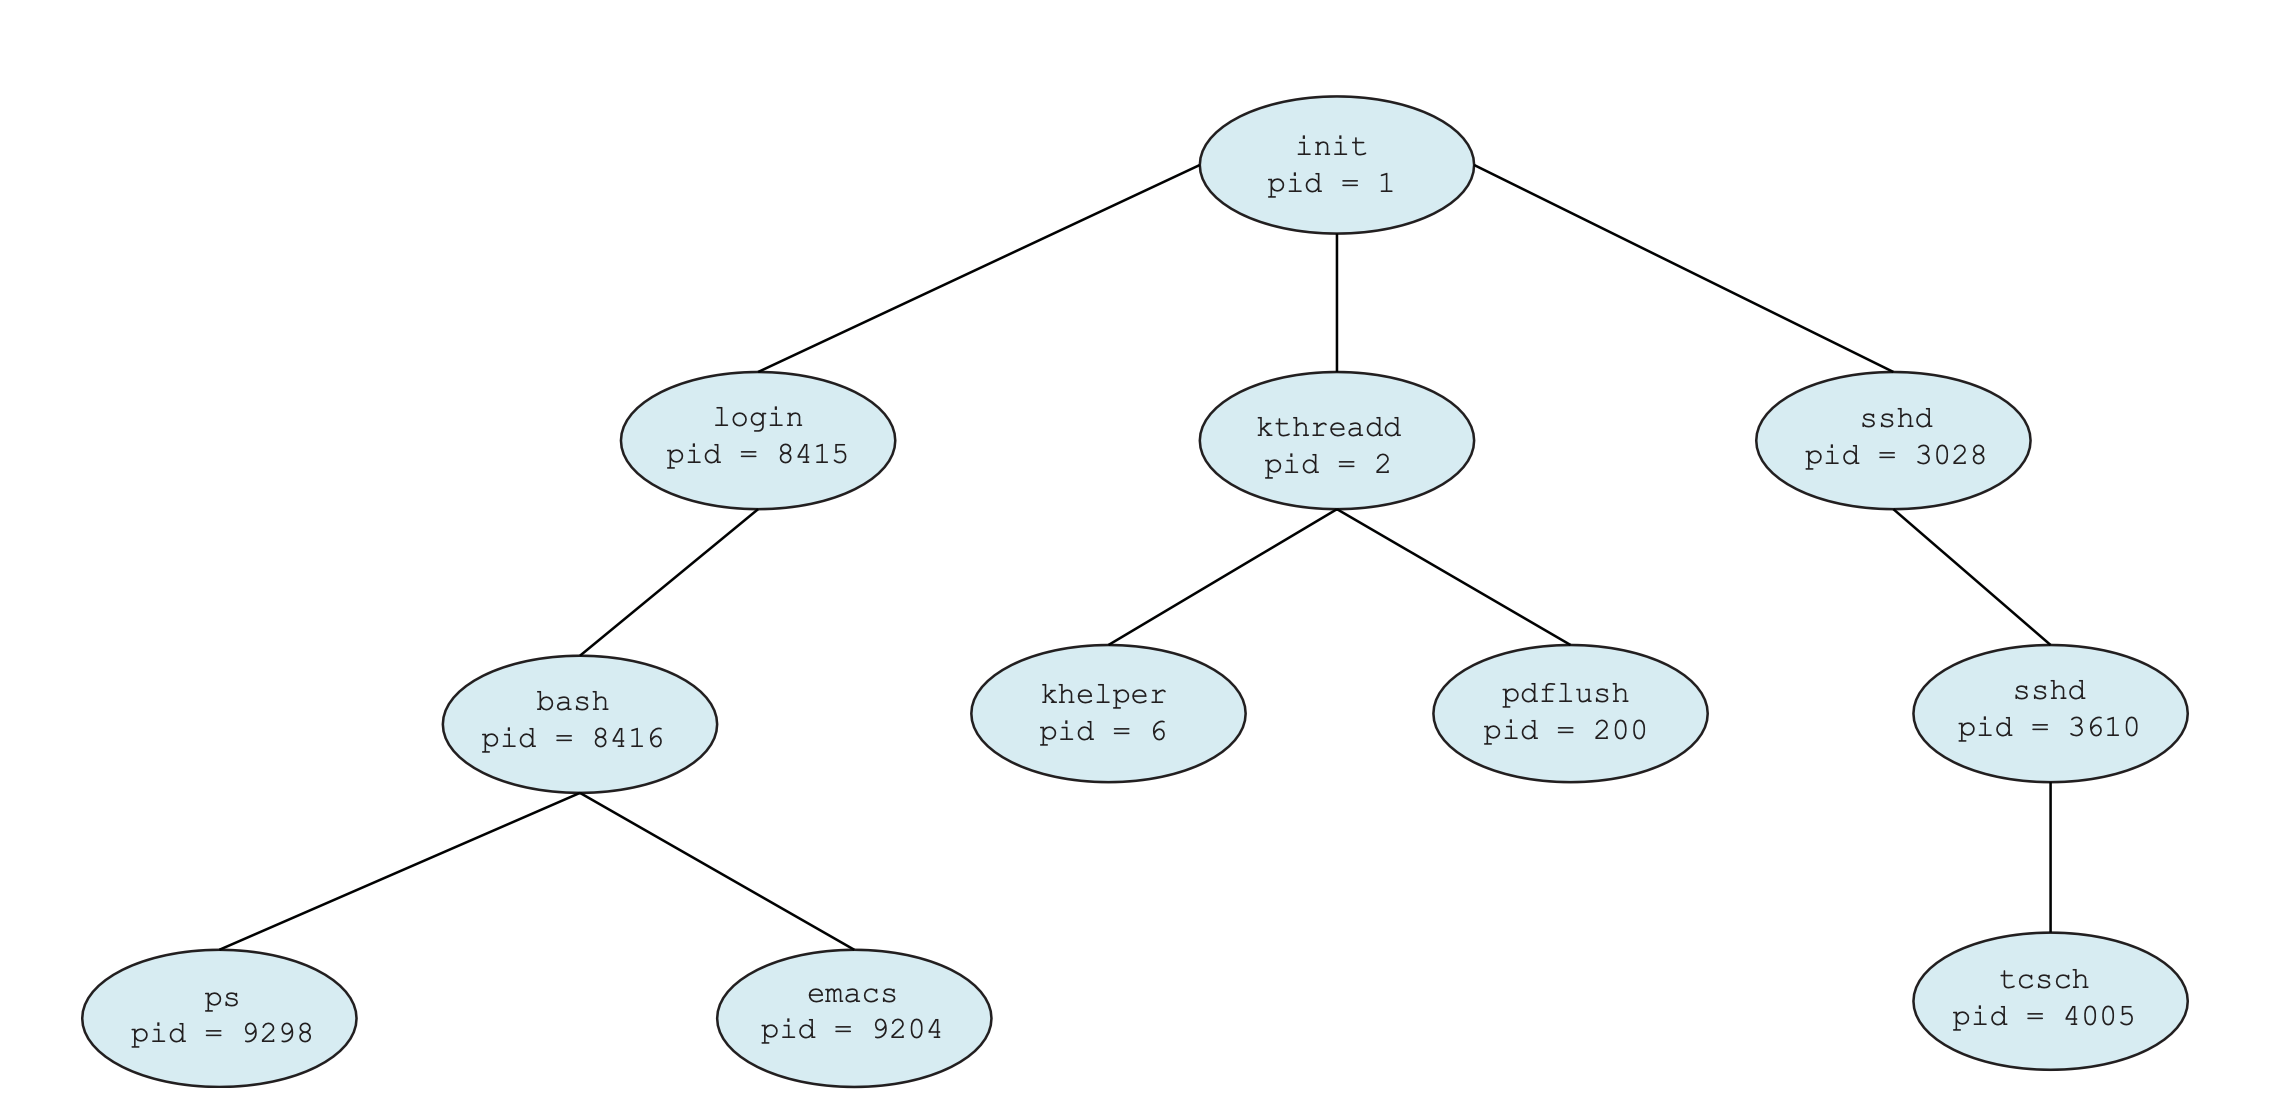 init
pid = 1
login
pid = 8415
kthreadd
pid = 2
sshd
pid = 3028
bash
pid = 8416
khelper
pid = 6
pdflush
pid = 200
sshd
pid = 3610
ps
pid = 9298
emacs
pid = 9204
tcsch
pid = 4005